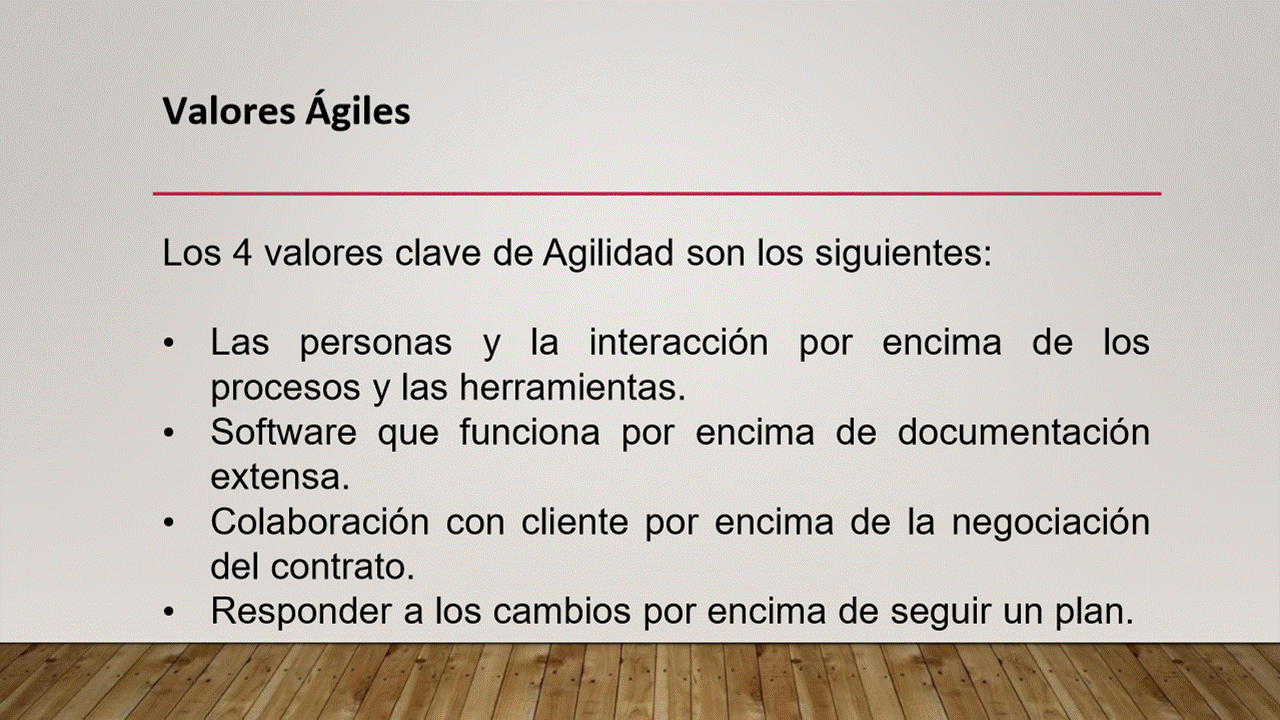 Valores Ágiles
Los 4 valores clave de Agilidad son los siguientes:
• Las personas y la interacción por encima de los
procesos y las herramientas.
• Software que funciona por encima de documentación
extensa.
• Colaboración con cliente por encima de la negociación
del contrato.
• Responder a los cambios por encima de seguir un plan.